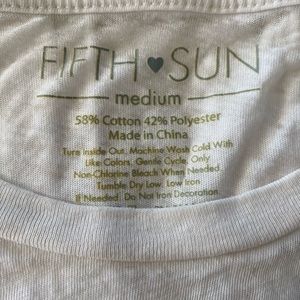 FIFTH♥SUN
medium
58% Cotton 42% Polyester
Made in China
Turn Inside Out, Machine Wash Cold With
Like Colors, Gentle Cycle, Only
Non-Chlorine Bleach When Needed
Tumble Dry Low, Low Iron
If Needed Do Not Iron Decoration